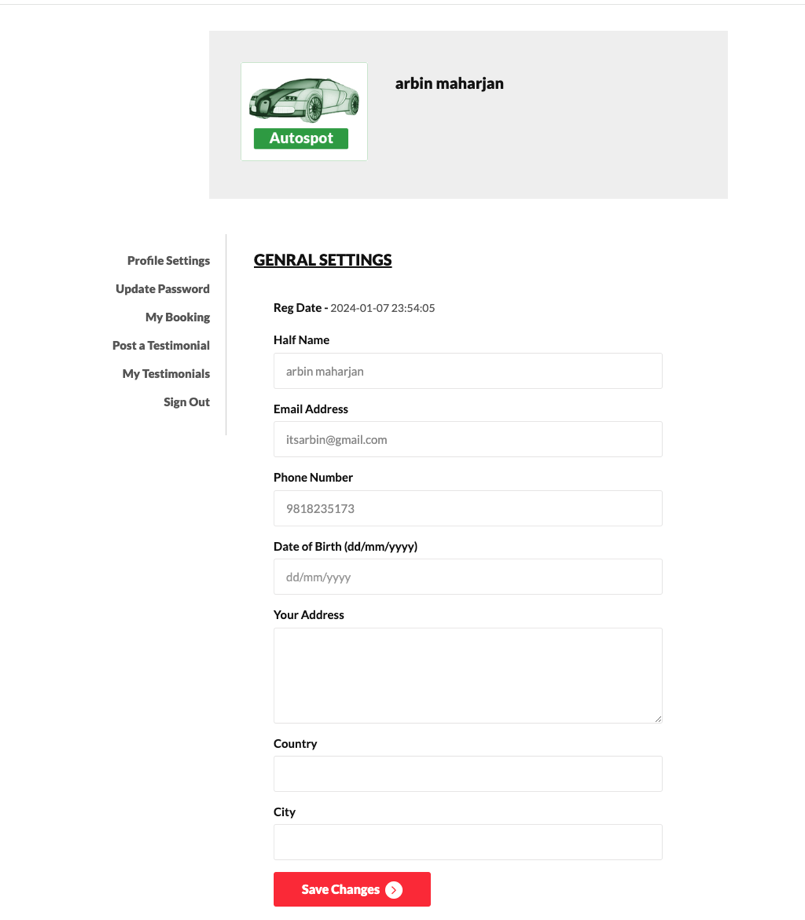 Autospot
arbin maharjan
Profile Settings
Update Password
My Booking
Post a Testimonial
My Testimonials
Sign Out
GENRAL SETTINGS
Reg Date - 2024-01-07 23:54:05
Half Name
arbin maharjan
Email Address
itsarbin@gmail.com
Phone Number
9818235173
Date of Birth (dd/mm/yyyy)
dd/mm/yyyy
Your Address
Country
City
Save Changes